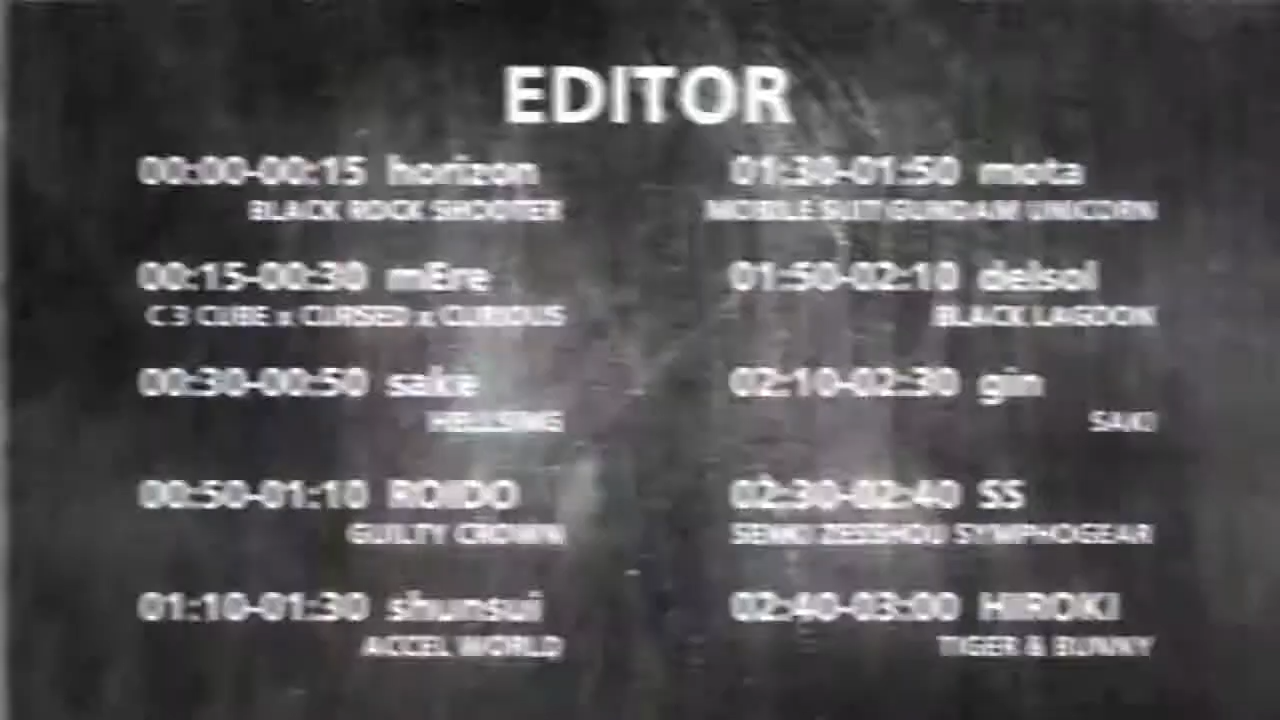 EDITOR
00:00-00:15 horizon
BLACK ROCK SHOOTER
00:15-00:30 mEre
C3 CUBE x CURSED x CURIOUS
00:30-00:50 sake
HELLSING
00:50-01:10 ROIDO
GUILTY CROWN
01:10-01:30 shunsui
ACCEL WORLD
01:30-01:50 mota
MOBILE SUIT GUNDAM UNICORN
01:50-02:10 delsol
BLACK LAGOON
02:10-02:30 gin
SAKI
02:30-02:40 SS
SENKI ZESSHOU SYMPHOGEAR
02:40-03:00 HIROKI
TIGER & BUNNY